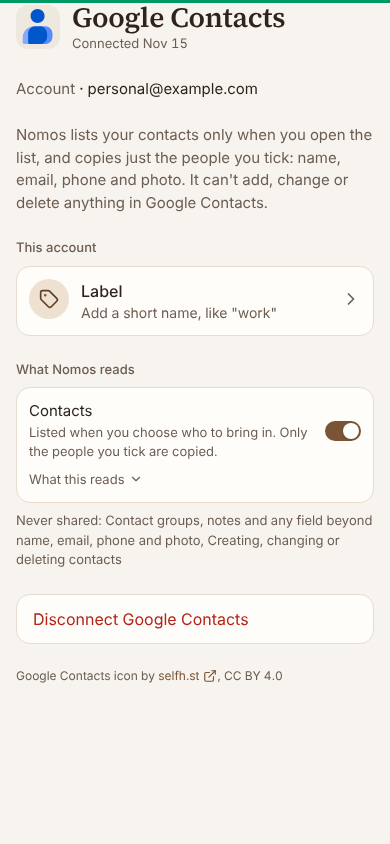 Google Contacts
Connected Nov 15
Account · personal@example.com
Nomos lists your contacts only when you open the
list, and copies just the people you tick: name,
email, phone and photo. It can't add, change or
delete anything in Google Contacts.
This account
Label
Add a short name, like "work"
What Nomos reads
Contacts
Listed when you choose who to bring in. Only
the people you tick are copied.
What this reads
Never shared: Contact groups, notes and any field beyond
name, email, phone and photo, Creating, changing or
deleting contacts
Disconnect Google Contacts
Google Contacts icon by selfh.st, CC BY 4.0